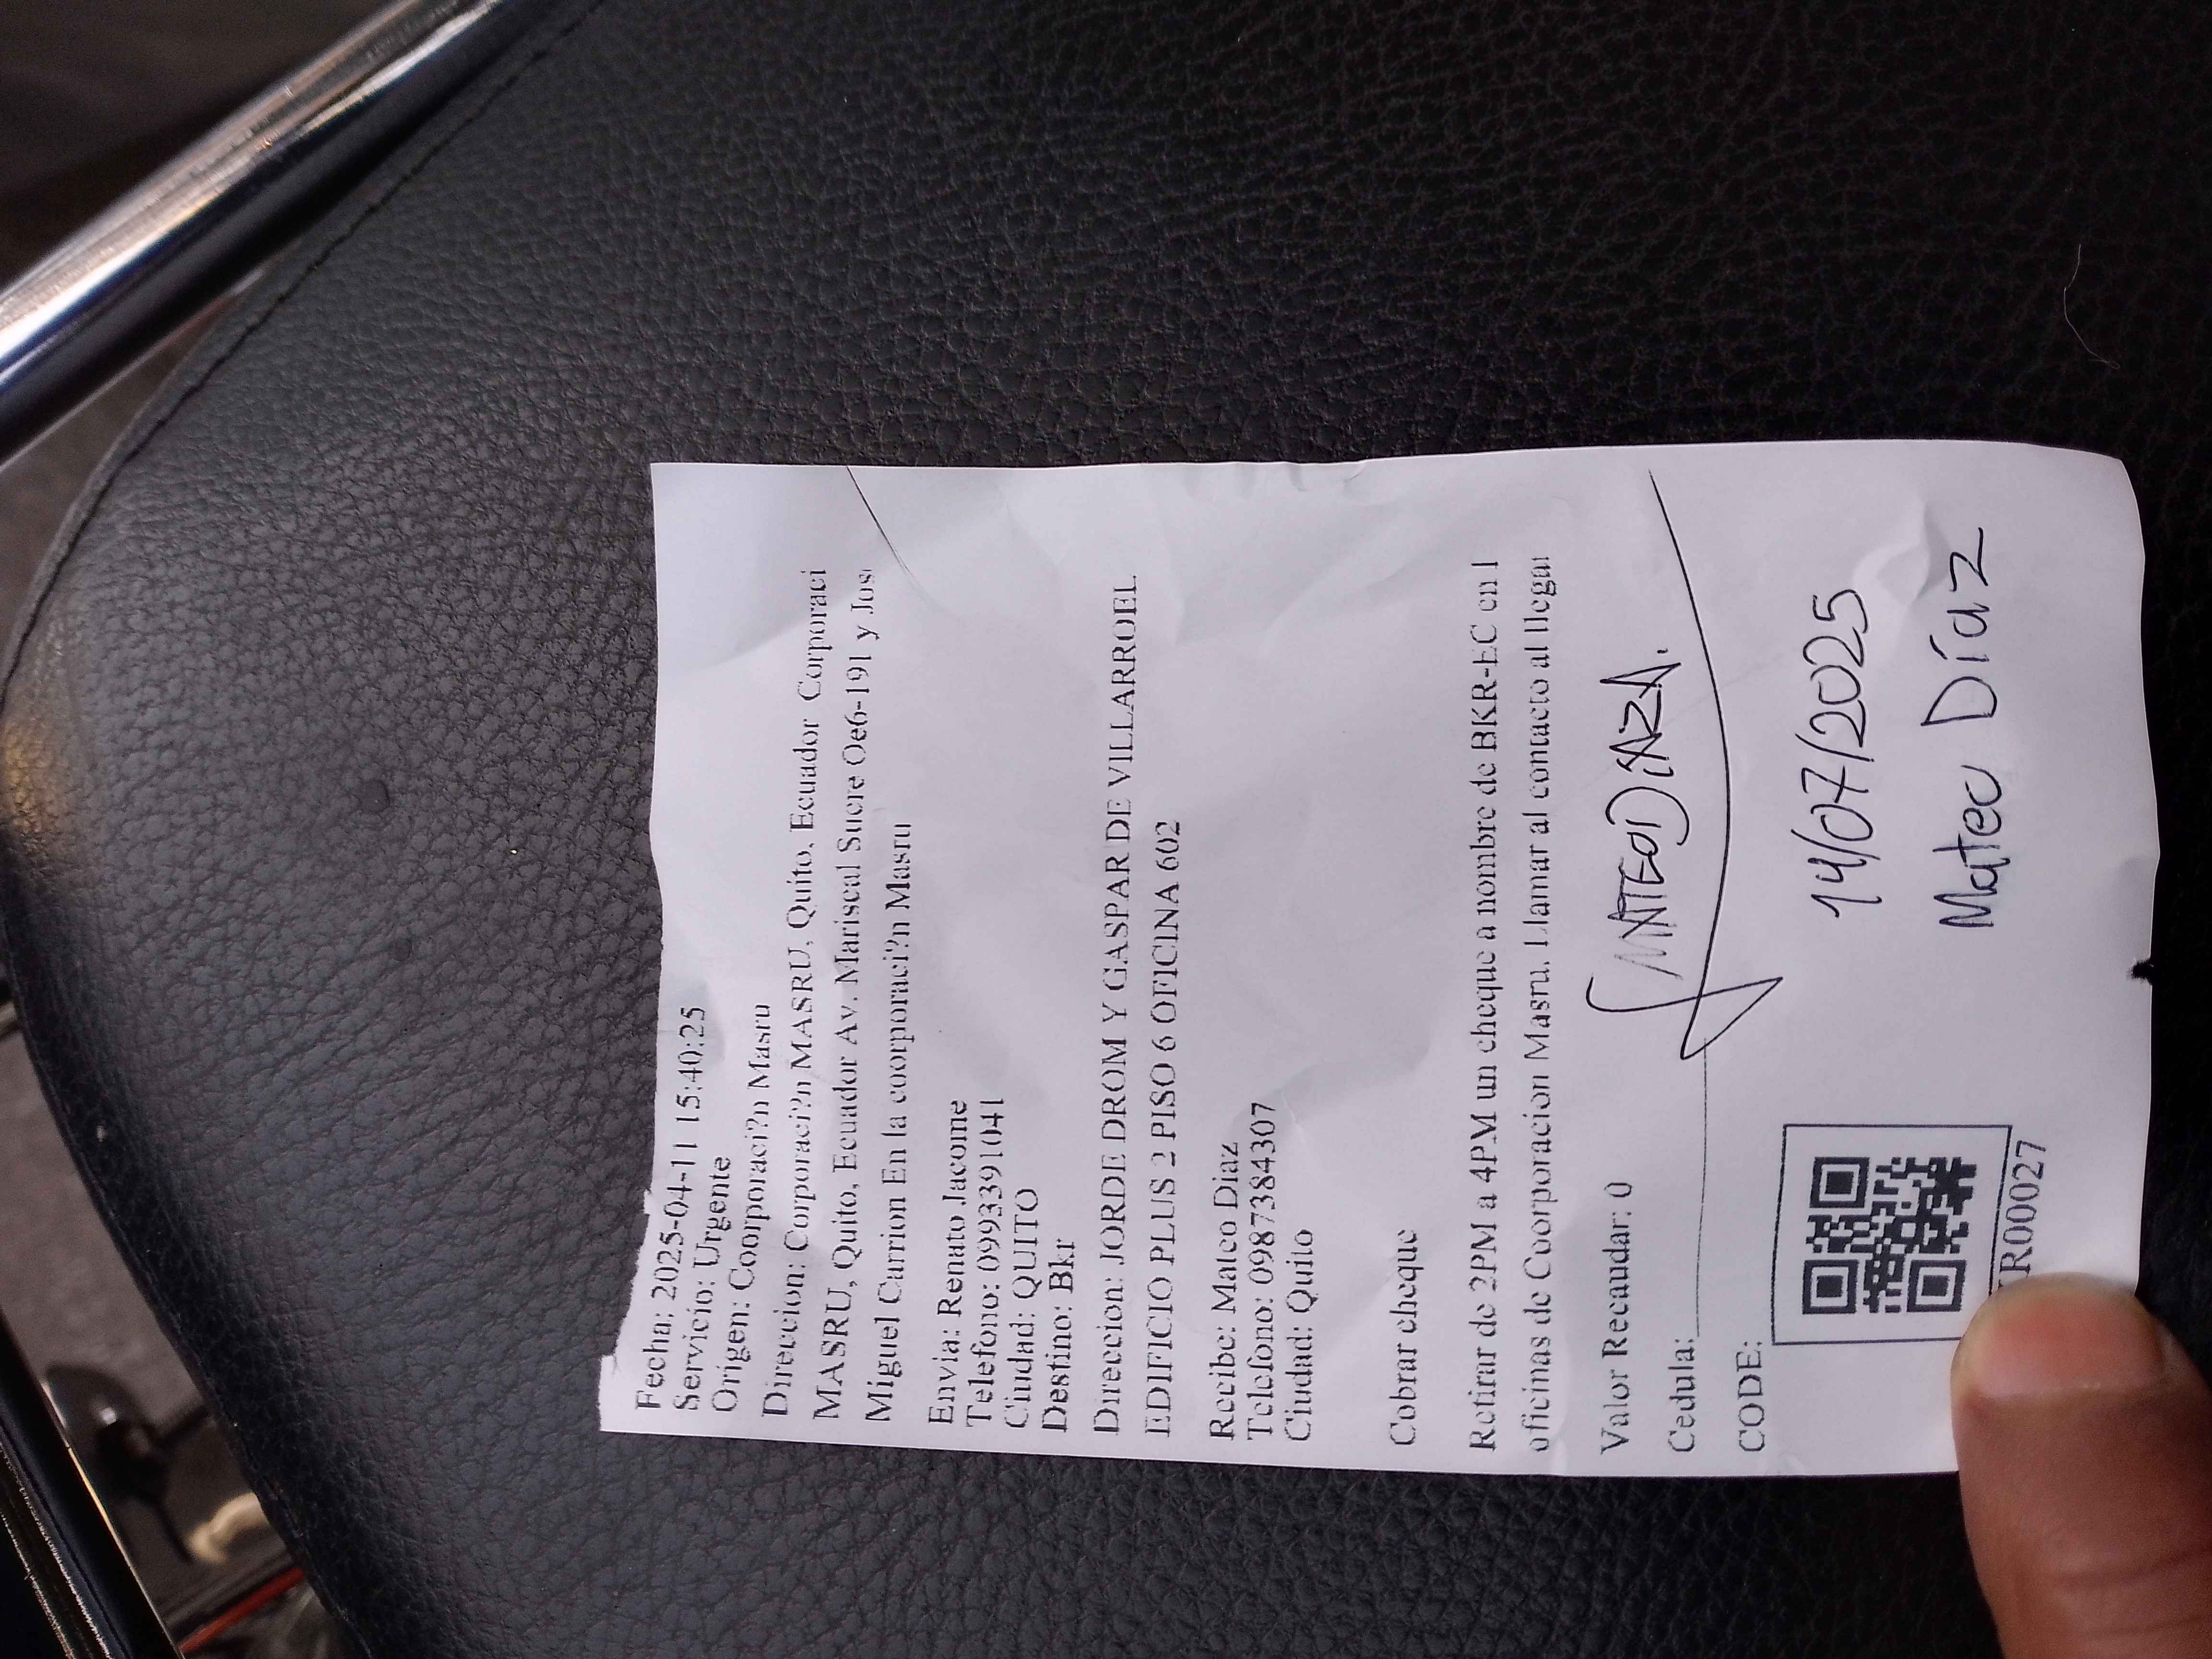 Fecha: 2025-04-11 15:40:25
Servicio: Urgente
Origen: Coorporaci?n Masru
Direccion: Corporaci?n MASRU, Quito, Ecuador Corporaci
MASRU, Quito, Ecuador Av. Mariscal Sucre Oe6-191 y Jos
Miguel Carrion En la coorporaci?n Masru
Envia: Renato Jacome
Telefono: 0993391041
Ciudad: QUITO
Destino: Bkr
Direccion: JORDE DROM Y GASPAR DE VILLARROEL
EDIFICIO PLUS 2 PISO 6 OFICINA 602
Recibe: Mateo Diaz
Telefono: 0987384307
Ciudad: Quito
Cobrar cheque
Retirar de 2PM a 4PM un cheque a nombre de BKR-EC en l
oficinas de Coorporacion Masru. Llamar al contacto al llegar
Valor Recaudar: 0
MATEO DIAZ A.
Cedula:
CODE:
14/07/2025
Mateo Díaz
R00027